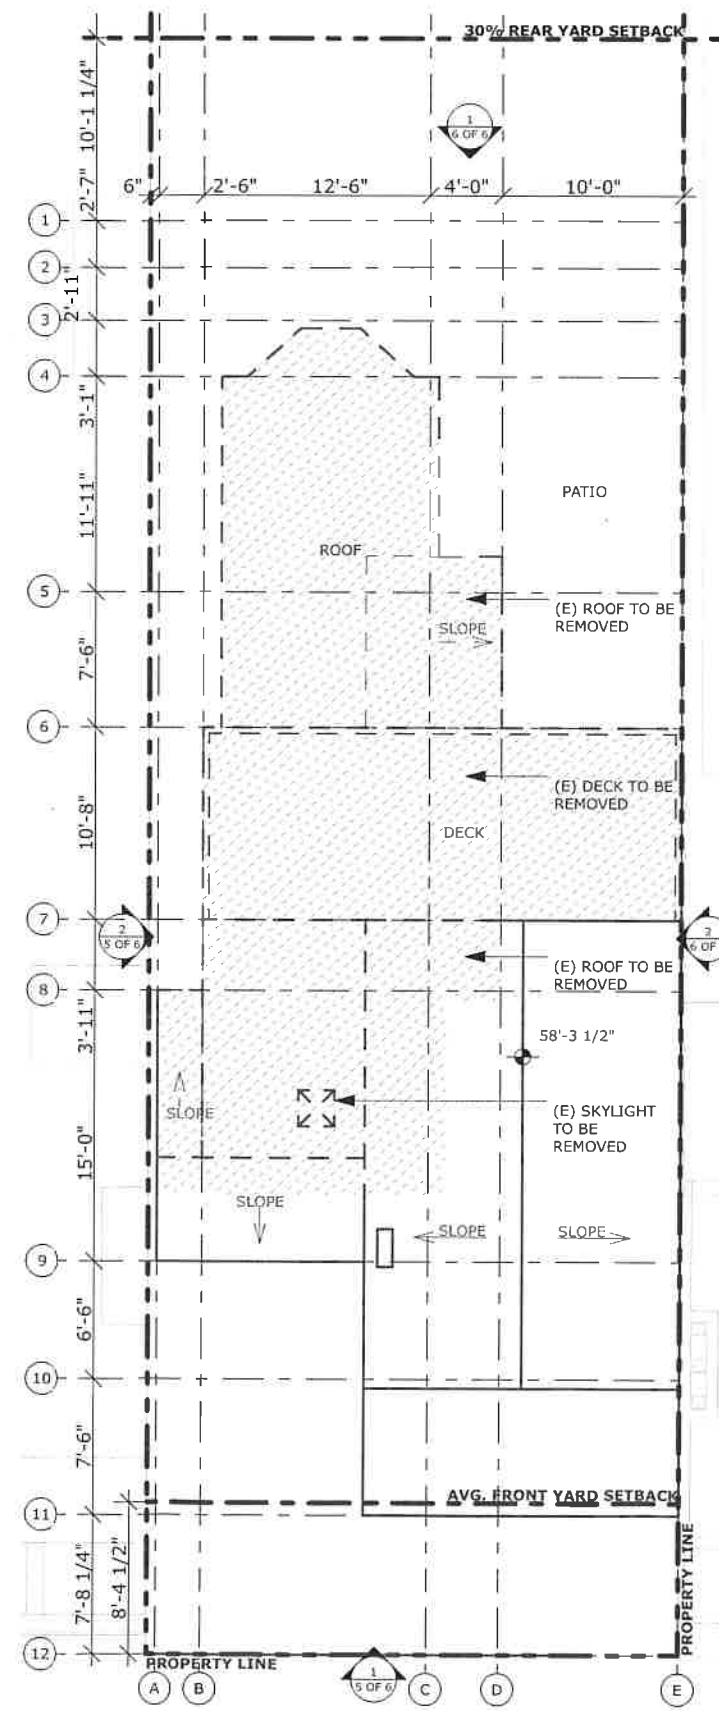 30% REAR YARD SETBACK
10'-1 1/4"
1
6 OF 6
6"
2'-6"
12'-6"
4'-0"
10'-0"
2'-7"
1
2
2'-11"
3
4
3'-1"
11'-11"
PATIO
ROOF
5
(E) ROOF TO BE
REMOVED
SLOPE
7'-6"
6
(E) DECK TO BE
REMOVED
10'-8"
DECK
7
2
5 OF 6
6 OF
(E) ROOF TO BE
REMOVED
8
3'-11"
58'-3 1/2"
SLOPE
(E) SKYLIGHT
TO BE
REMOVED
15'-0"
SLOPE
SLOPE
SLOPE
9
6'-6"
10
7'-6"
AVG. FRONT YARD SETBACK
11
7'-8 1/4"
8'-4 1/2"
PROPERTY LINE
12
PROPERTY LINE
A
B
1
5 OF 6
C
D
E